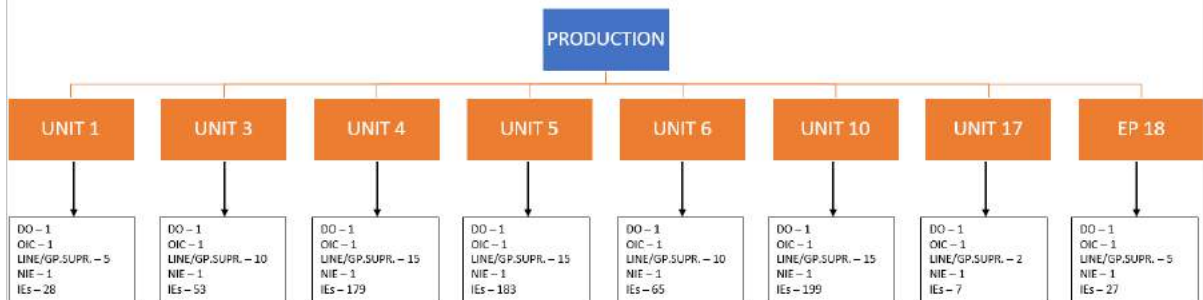 PRODUCTION
UNIT 1
UNIT 3
UNIT 4
UNIT 5
UNIT 6
UNIT 10
UNIT 17
EP 18
DO – 1
OIC – 1
LINE/GP.SUPR. – 5
NIE – 1
IEs – 28
DO – 1
OIC – 1
LINE/GP.SUPR. – 10
NIE – 1
IEs – 53
DO – 1
OIC – 1
LINE/GP.SUPR. – 15
NIE – 1
IEs – 179
DO – 1
OIC – 1
LINE/GP.SUPR. – 15
NIE – 1
IEs – 183
DO – 1
OIC – 1
LINE/GP.SUPR. – 10
NIE – 1
IEs – 65
DO – 1
OIC – 1
LINE/GP.SUPR. – 15
NIE – 1
IEs – 199
DO – 1
OIC – 1
LINE/GP.SUPR. – 2
NIE – 1
IEs – 7
DO – 1
OIC – 1
LINE/GP.SUPR. – 5
NIE – 1
IEs – 27